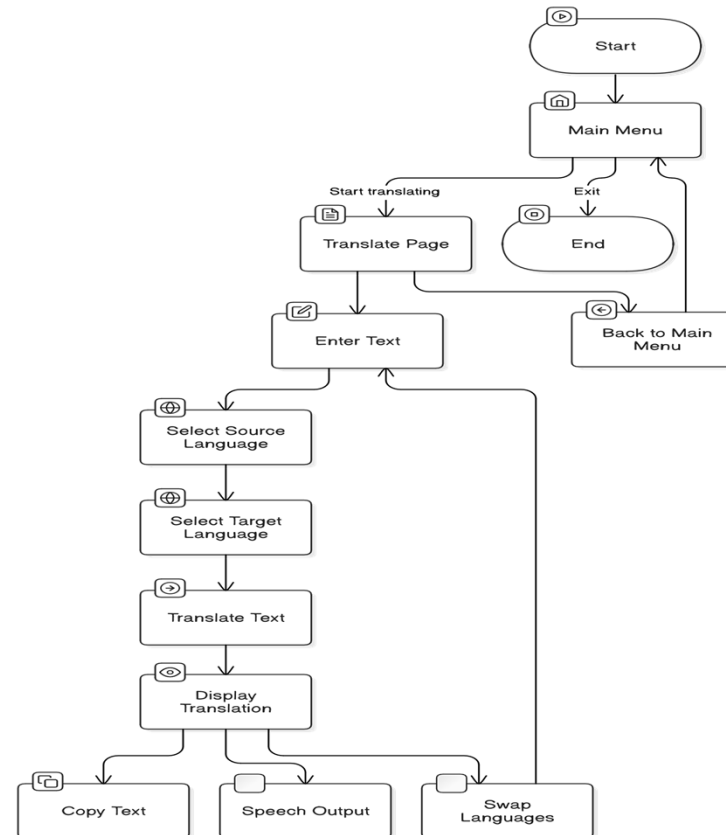 Start
Main Menu
Start translating
Exit
Translate Page
End
Enter Text
Back to Main
Menu
Select Source
Language
Select Target
Language
Translate Text
Display
Translation
Copy Text
Speech Output
Swap
Languages